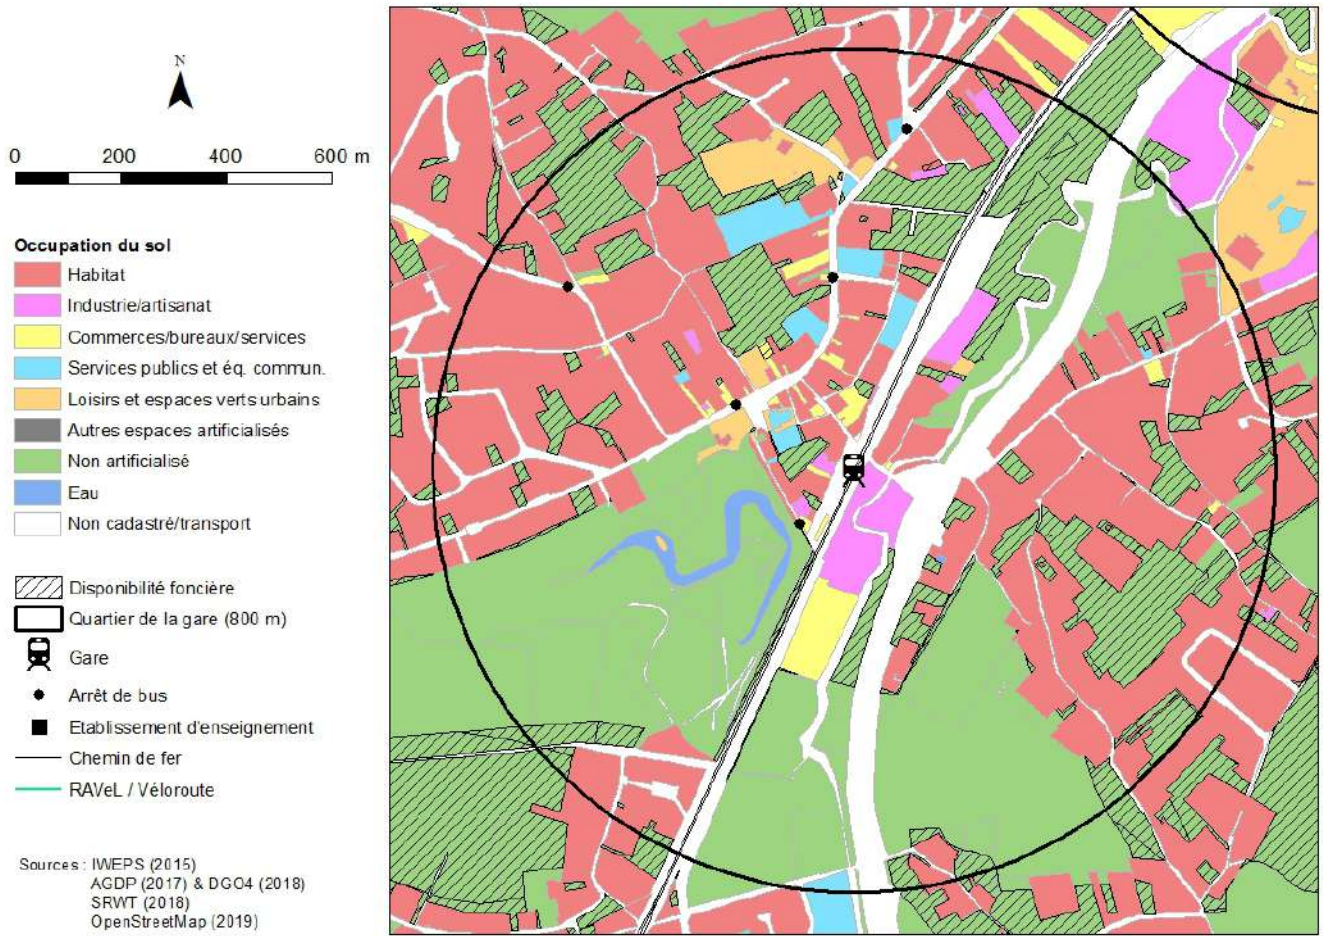 N
0 200 400 600 m
Occupation du sol
Habitat
Industrie/artisanat
Commerces/bureaux/services
Services publics et éq. commun.
Loisirs et espaces verts urbains
Autres espaces artificialisés
Non artificialisé
Eau
Non cadastré/transport
Disponibilité foncière
Quartier de la gare (800 m)
Gare
Arrêt de bus
Etablissement d'enseignement
Chemin de fer
RAVeL / Véloroute
Sources : IWEPS (2015)
AGDP (2017) & DGO4 (2018)
SRWT (2018)
OpenStreetMap (2019)